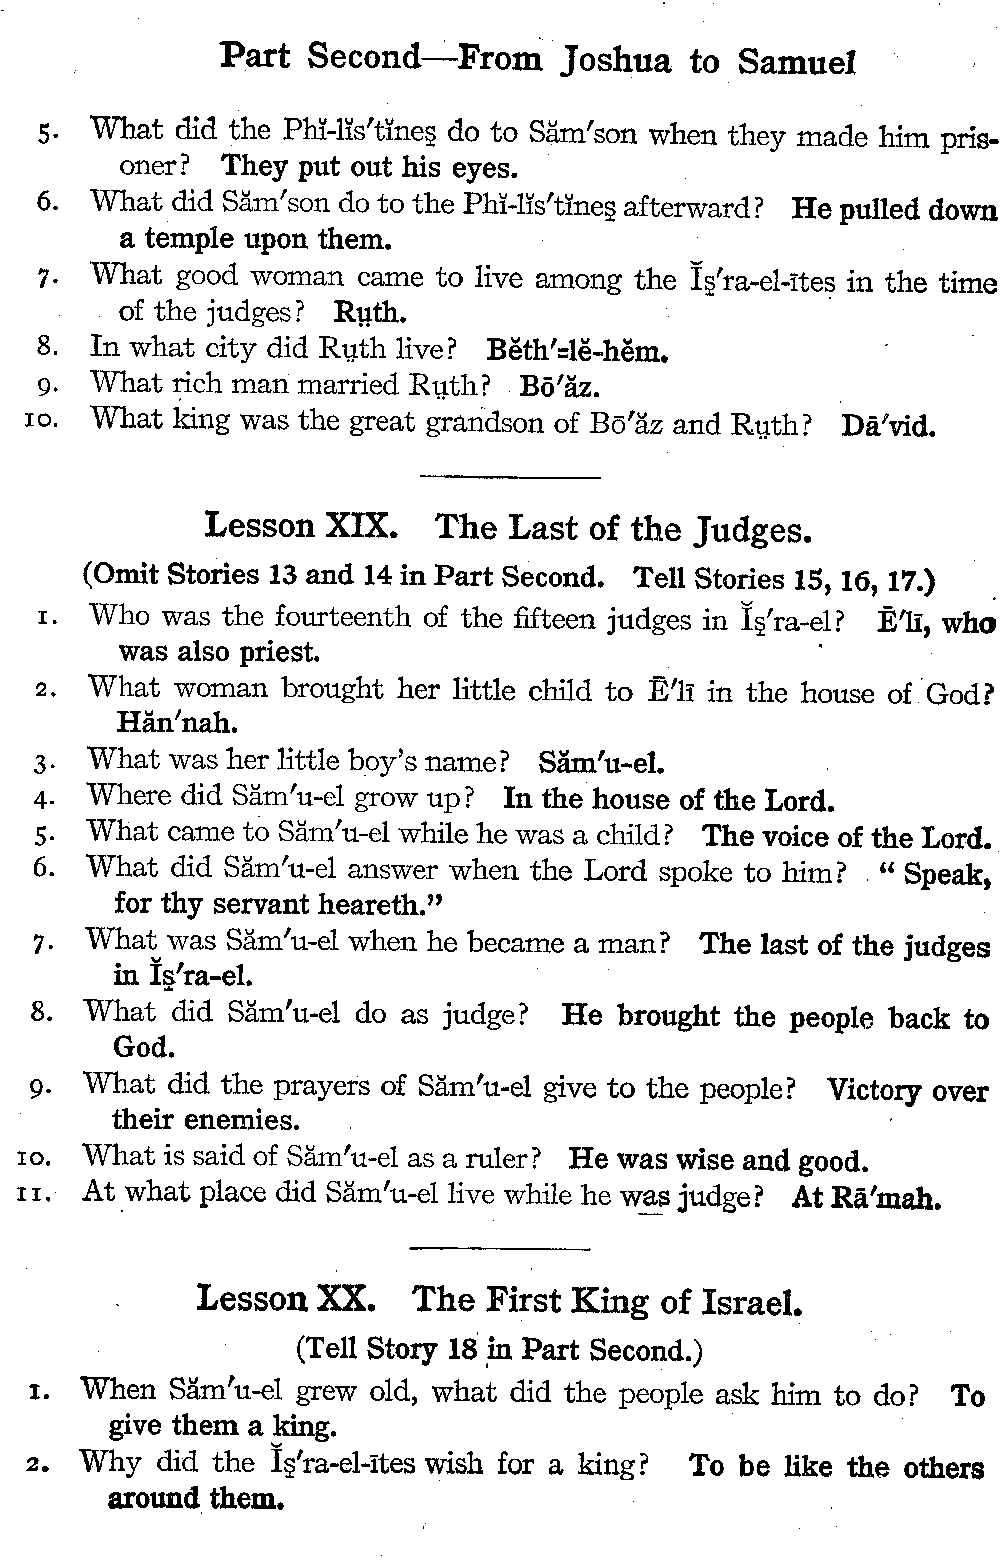 Part Second—From Joshua to Samuel
5. What did the Phĭ-lĭs′tĭneṣ do to Săm′son when they made him pris-
oner? They put out his eyes.
6. What did Săm′son do to the Phĭ-lĭs′tĭneṣ afterward? He pulled down
a temple upon them.
7. What good woman came to live among the Ĭṣ′ra-el-īteṣ in the time
of the judges? Rṳth.
8. In what city did Rṳth live? Bĕth′=lĕ-hĕm.
9. What rich man married Rṳth? Bō′ăz.
10. What king was the great grandson of Bō′ăz and Rṳth? Dā′vid.
Lesson XIX. The Last of the Judges.
(Omit Stories 13 and 14 in Part Second. Tell Stories 15, 16, 17.)
1. Who was the fourteenth of the fifteen judges in Ĭṣ′ra-el? Ē′lī, who
was also priest.
2. What woman brought her little child to Ē′lī in the house of God?
Hăn′nah.
3. What was her little boy's name? Săm′u-el.
4. Where did Săm′u-el grow up? In the house of the Lord.
5. What came to Săm′u-el while he was a child? The voice of the Lord.
6. What did Săm′u-el answer when the Lord spoke to him? “ Speak,
for thy servant heareth.”
7. What was Săm′u-el when he became a man? The last of the judges
in Ĭṣ′ra-el.
8. What did Săm′u-el do as judge? He brought the people back to
God.
9. What did the prayers of Săm′u-el give to the people? Victory over
their enemies.
10. What is said of Săm′u-el as a ruler? He was wise and good.
11. At what place did Săm′u-el live while he was judge? At Rā′mah.
Lesson XX. The First King of Israel.
(Tell Story 18 in Part Second.)
1. When Săm′u-el grew old, what did the people ask him to do? To
give them a king.
2. Why did the Ĭṣ′ra-el-ītes wish for a king? To be like the others
around them.